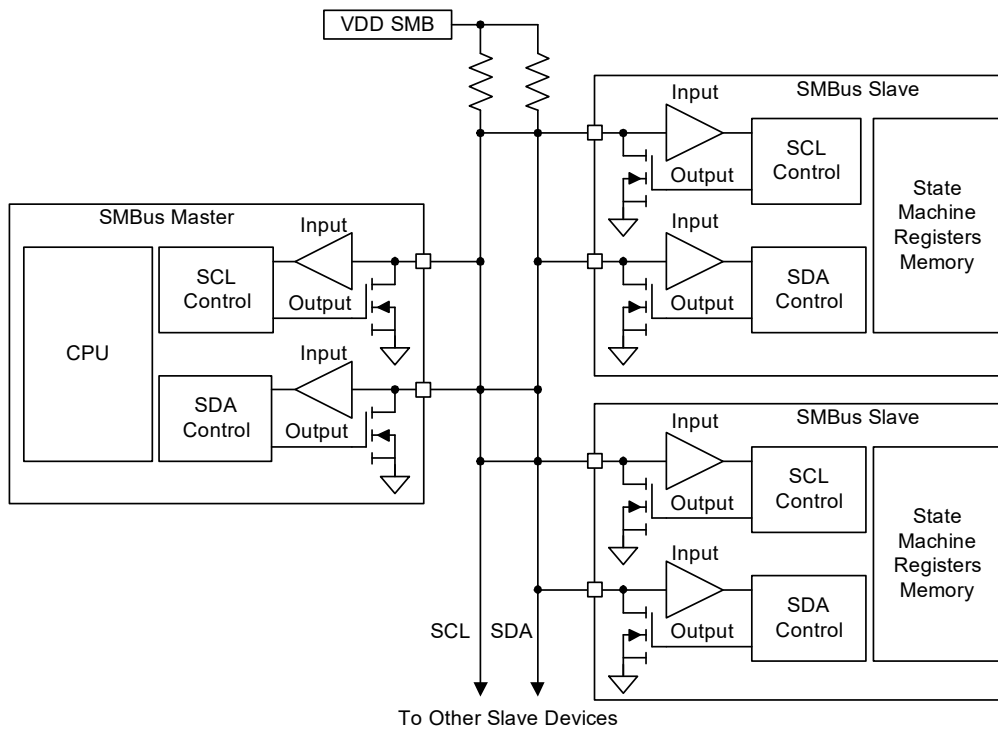 VDD SMB
SMBus Master
CPU
SCL
Control
Input
Output
SDA
Control
Input
Output
SMBus Slave
Input
Output
SCL
Control
Input
Output
SDA
Control
State
Machine
Registers
Memory
SMBus Slave
Input
Output
SCL
Control
Input
Output
SDA
Control
State
Machine
Registers
Memory
SCL
SDA
To Other Slave Devices